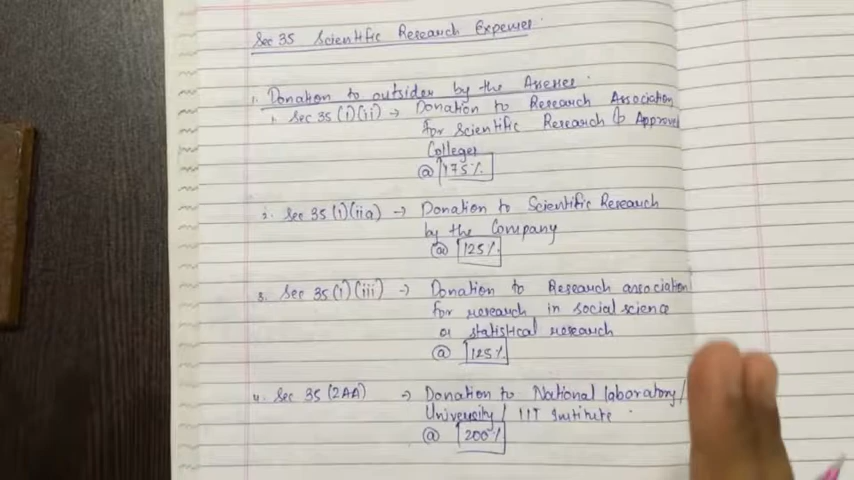 Sec 35 Scientific Research Expenses
1. Donation to outsider by the Assessee
1. Sec 35 (1)(ii) → Donation to Research Association
for Scientific Research & Approved
Colleges
@ 175%
2. Sec 35 (1)(iia) → Donation to Scientific Research
by the Company
@ 125%
3. Sec 35 (1)(iii) → Donation to Research association
for research in social science
or statistical research
@ 125%
4. Sec 35 (2AA) → Donation to National laboratory/
University/ IIT Institute
@ 200%